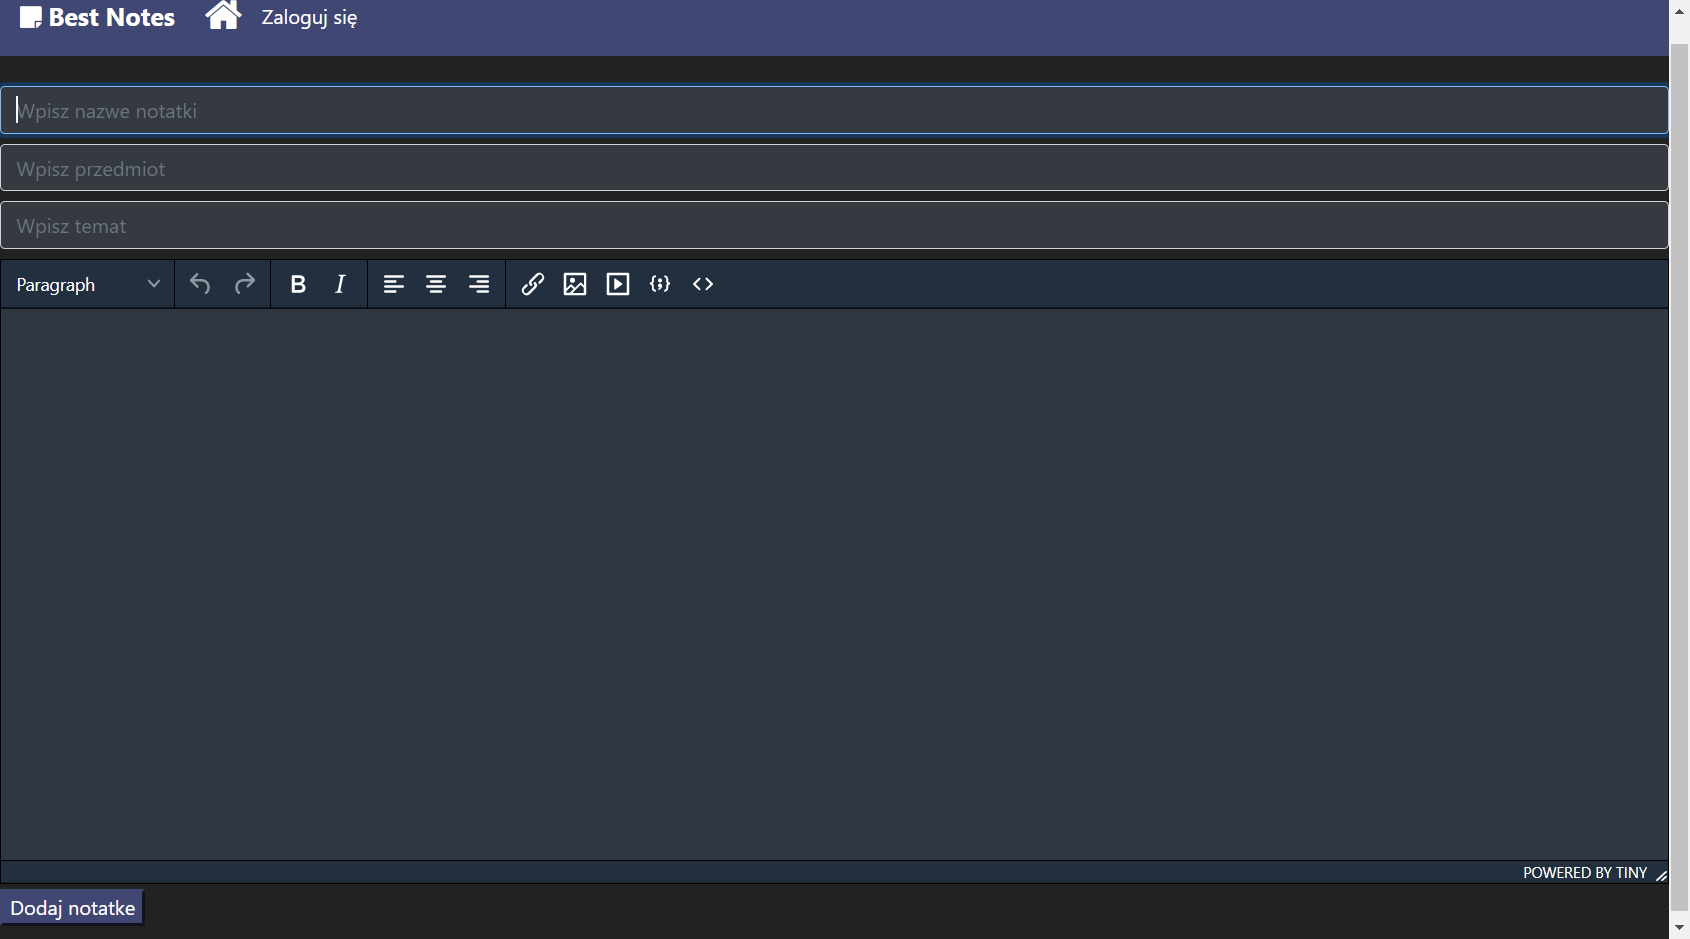 Best Notes Zaloguj się
Wpisz nazwe notatki
Wpisz przedmiot
Wpisz temat
Paragraph B I
POWERED BY TINY
Dodaj notatke